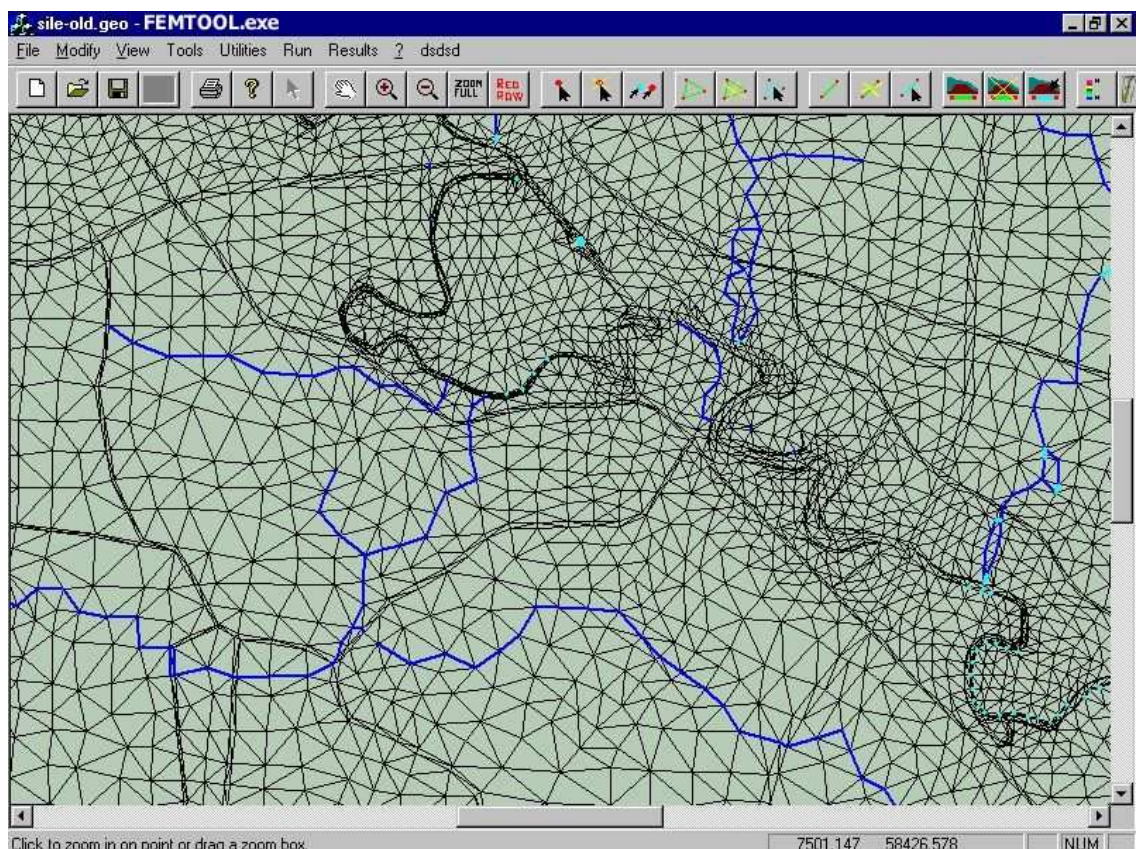 sile-old.geo - FEMTOOL.exe
File Modify View Tools Utilities Run Results ? dsdsd
ZOOM FULL RED RAW
Click to zoom in on point or drag a zoom box. 7501.147 58426.578 NUM